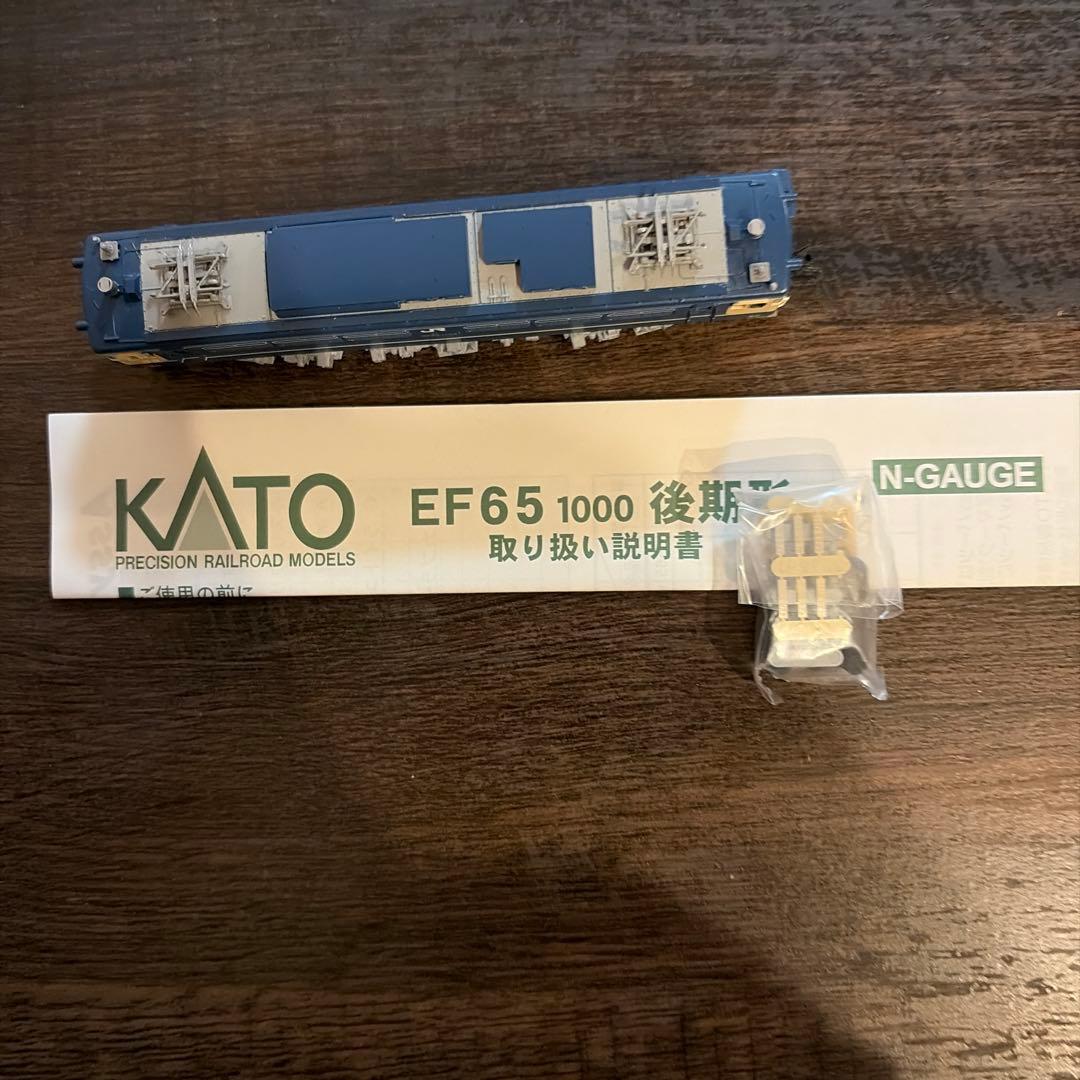 KATO
PRECISION RAILROAD MODELS
EF65 1000 後期形
取り扱い説明書
N-GAUGE
■ご使用の前に